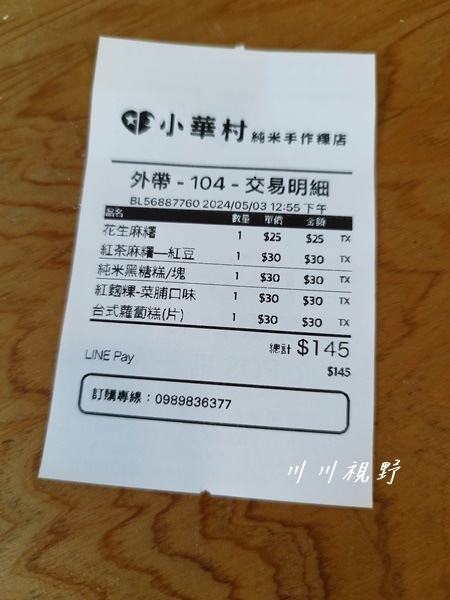 小華村 純米手作粿店
外帶 - 104 - 交易明細
BL56887760 2024/05/03 12:55 下午
品名 數量 單價 金額
花生麻糬 1 $25 $25 TX
紅茶麻糬—紅豆 1 $30 $30 TX
純米黑糖糕/塊 1 $30 $30 TX
紅麴粿-菜脯口味 1 $30 $30 TX
台式蘿蔔糕(片) 1 $30 $30 TX
總計 $145
LINE Pay $145
訂購專線：0989836377
川川視野